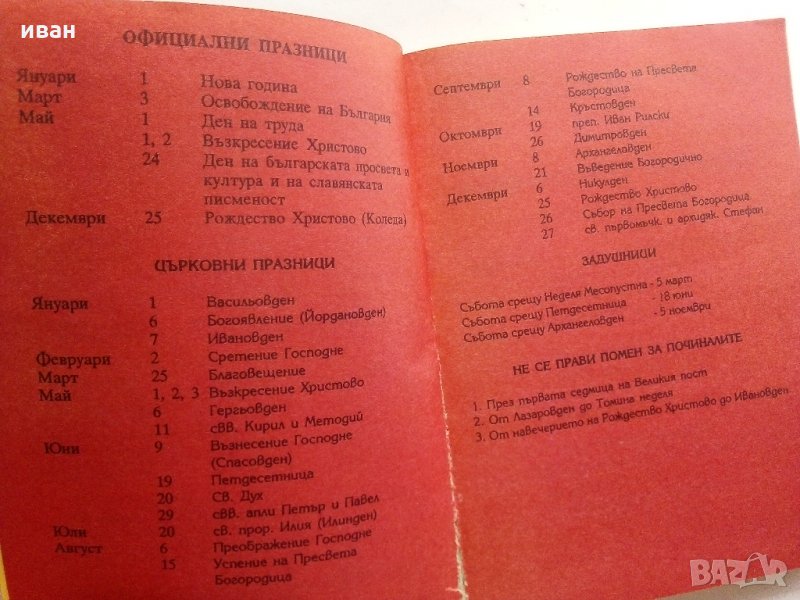 иван
ОФИЦИАЛНИ ПРАЗНИЦИ
Януари 1 Нова година
Март 3 Освобождение на България
Май 1 Ден на труда
1, 2 Възкресение Христово
24 Ден на българската просвета и
култура и на славянската
писменост
Декември 25 Рождество Христово (Коледа)
ЦЪРКОВНИ ПРАЗНИЦИ
Януари 1 Васильовден
6 Богоявление (Йордановден)
7 Ивановден
Февруари 2 Сретение Господне
Март 25 Благовещение
Май 1, 2, 3 Възкресение Христово
6 Гергьовден
11 свв. Кирил и Методий
Юни 9 Възнесение Господне
(Спасовден)
19 Петдесетница
20 Св. Дух
29 свв. апли Петър и Павел
Юли 20 св. прор. Илия (Илинден)
Август 6 Преображение Господне
15 Успение на Пресвета
Богородица
Септември 8 Рождество на Пресвета
Богородица
14 Кръстовден
Октомври 19 преп. Иван Рилски
26 Димитровден
Ноември 8 Архангеловден
21 Въведение Богородично
Декември 6 Никулден
25 Рождество Христово
26 Събор на Пресвета Богородица
27 св. първомъчк. и архидяк. Стефан
ЗАДУШНИЦИ
Събота срещу Неделя Месопустна - 5 март
Събота срещу Петдесетница - 18 юни
Събота срещу Архангеловден - 5 ноември
НЕ СЕ ПРАВИ ПОМЕН ЗА ПОЧИНАЛИТЕ
1. През първата седмица на Великия пост
2. От Лазаровден до Томина неделя
3. От навечерието на Рождество Христово до Ивановден
BAZAR